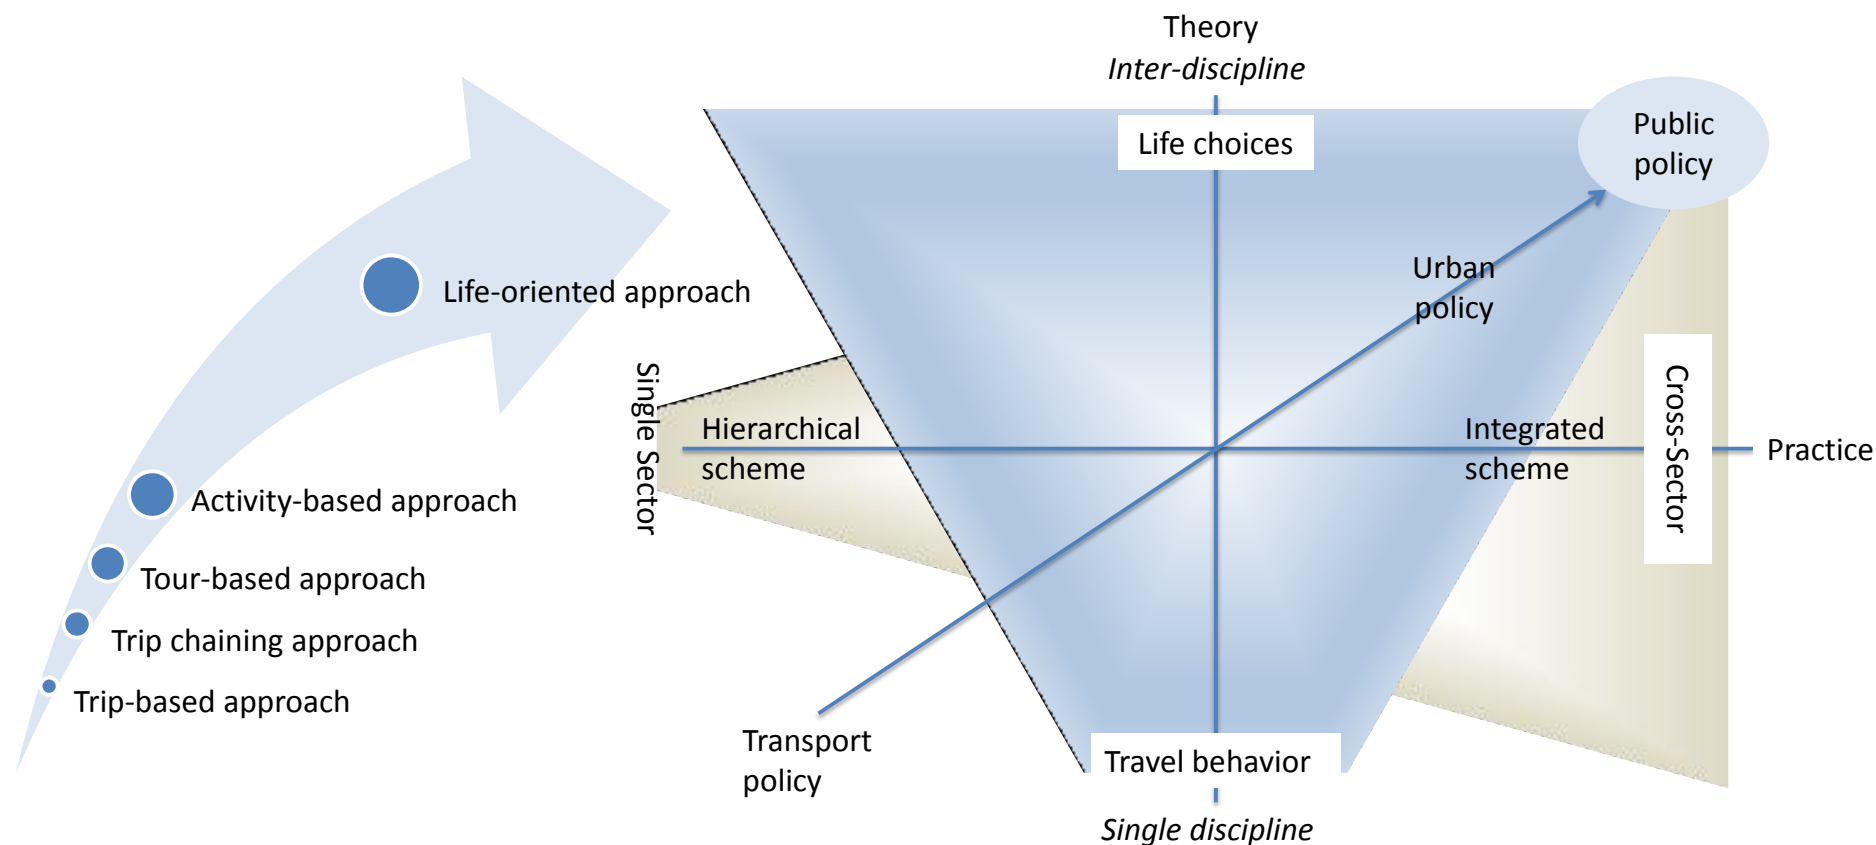 Theory
Inter-discipline
Life choices
Public
policy
Urban
policy
Life-oriented approach
Single Sector
Hierarchical
scheme
Integrated
scheme
Cross-Sector
Practice
Activity-based approach
Tour-based approach
Trip chaining approach
Trip-based approach
Transport
policy
Travel behavior
Single discipline